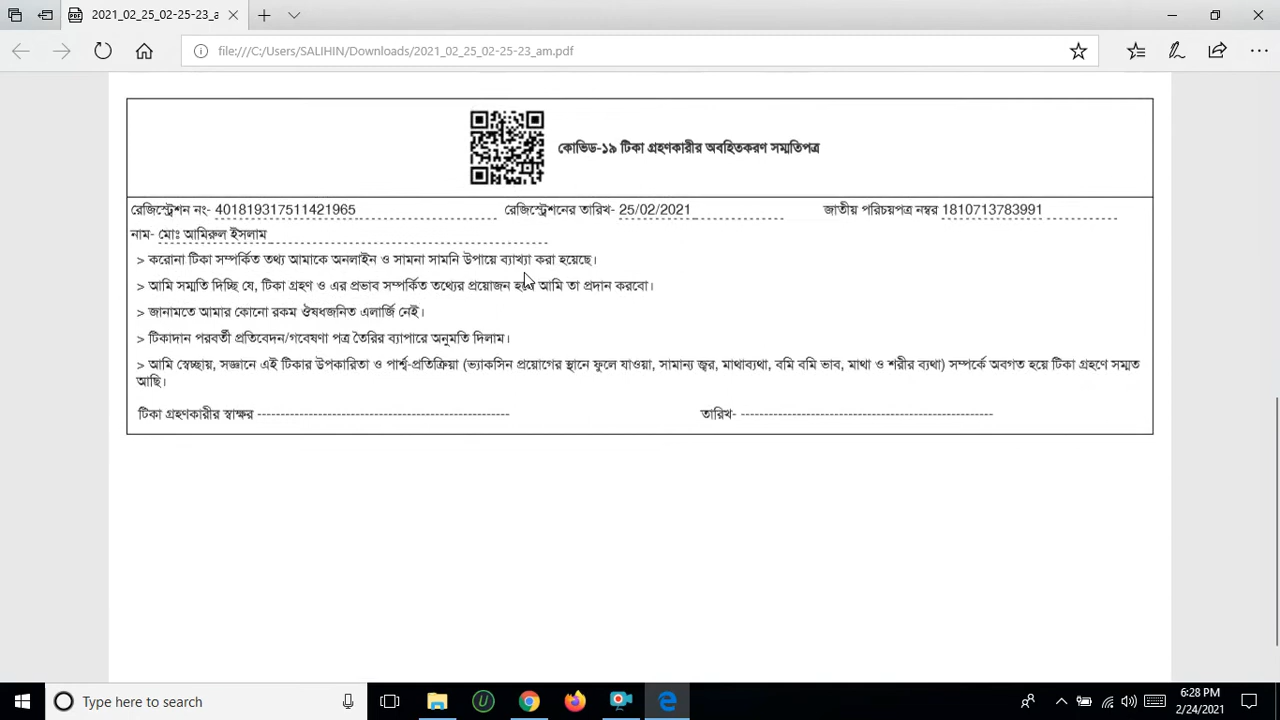 2021_02_25_02-25-23_a
file:///C:/Users/SALIHIN/Downloads/2021_02_25_02-25-23_am.pdf
কোভিড-১৯ টিকা গ্রহণকারীর অবহিতকরণ সম্মতিপত্র
রেজিস্ট্রেশন নং- 401819317511421965 রেজিস্ট্রেশনের তারিখ- 25/02/2021 জাতীয় পরিচয়পত্র নম্বর 1810713783991
নাম- মোঃ আমিরুল ইসলাম
> করোনা টিকা সম্পর্কিত তথ্য আমাকে অনলাইন ও সামনা সামনি উপায়ে ব্যাখ্যা করা হয়েছে।
> আমি সম্মতি দিচ্ছি যে, টিকা গ্রহণ ও এর প্রভাব সম্পর্কিত তথ্যের প্রয়োজন হলে আমি তা প্রদান করবো।
> জানামতে আমার কোনো রকম ঔষধজনিত এলার্জি নেই।
> টিকাদান পরবর্তী প্রতিবেদন/গবেষণা পত্র তৈরির ব্যাপারে অনুমতি দিলাম।
> আমি স্বেচ্ছায়, সজ্ঞানে এই টিকার উপকারিতা ও পার্শ্ব-প্রতিক্রিয়া (ভ্যাকসিন প্রয়োগের স্থানে ফুলে যাওয়া, সামান্য জ্বর, মাথাব্যথা, বমি বমি ভাব, মাথা ও শরীর ব্যথা) সম্পর্কে অবগত হয়ে টিকা গ্রহণে সম্মত
আছি।
টিকা গ্রহণকারীর স্বাক্ষর ------------------------------------------------------ তারিখ- ------------------------------------------------------
Type here to search
6:28 PM
2/24/2021